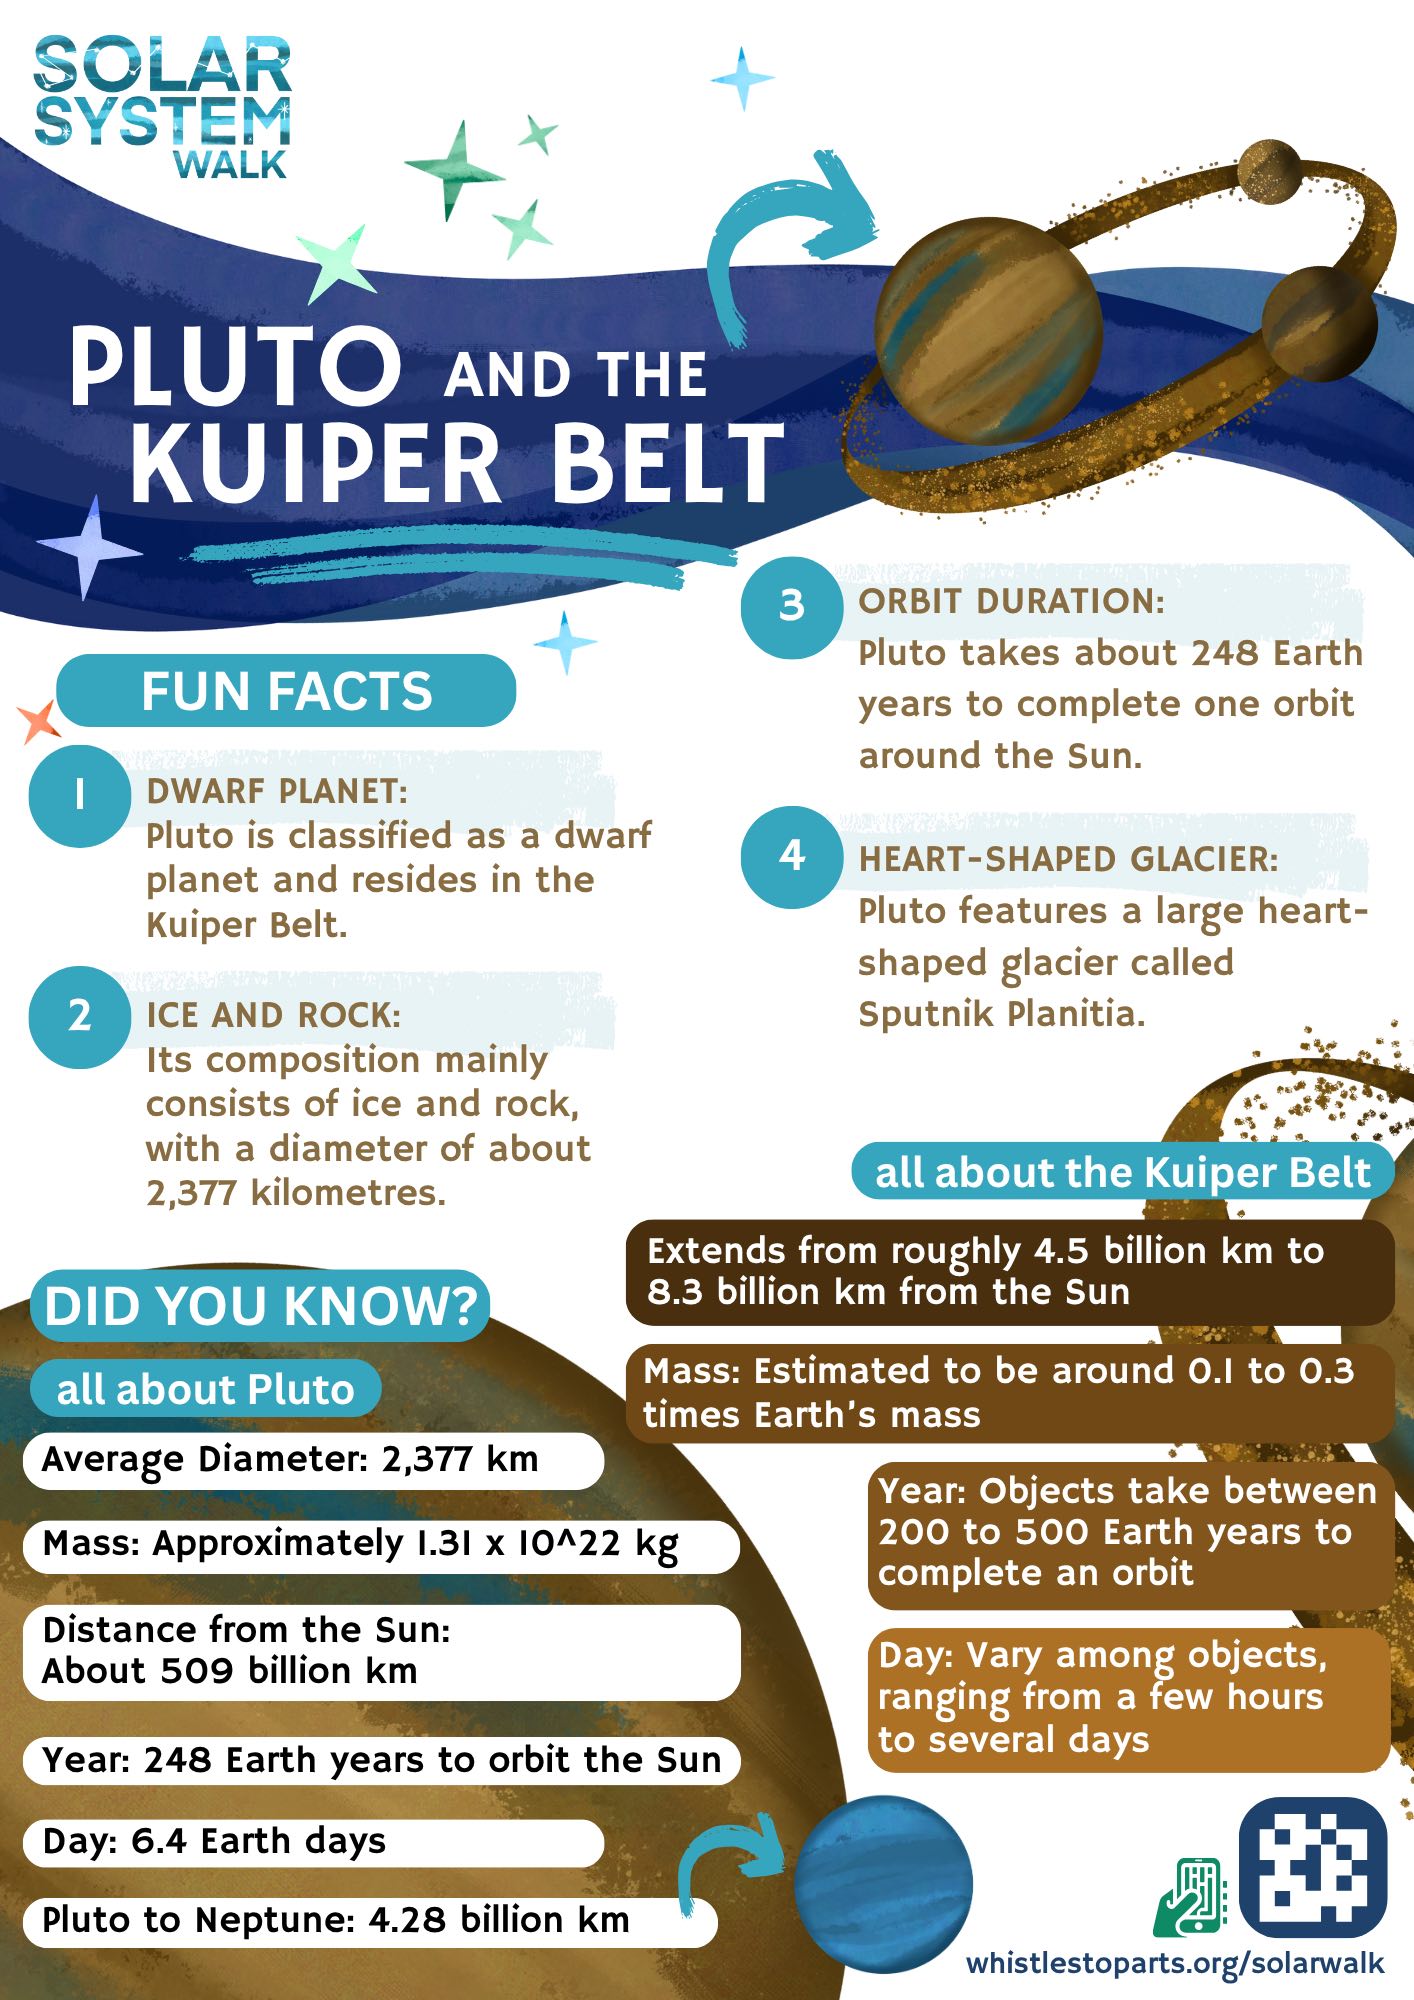 SOLAR
SYSTEM
WALK
PLUTO AND THE
KUIPER BELT
FUN FACTS
1
DWARF PLANET:
Pluto is classified as a dwarf
planet and resides in the
Kuiper Belt.
2
ICE AND ROCK:
Its composition mainly
consists of ice and rock,
with a diameter of about
2,377 kilometres.
3
ORBIT DURATION:
Pluto takes about 248 Earth
years to complete one orbit
around the Sun.
4
HEART-SHAPED GLACIER:
Pluto features a large heart-
shaped glacier called
Sputnik Planitia.
DID YOU KNOW?
all about Pluto
Average Diameter: 2,377 km
Mass: Approximately 1.31 x 10^22 kg
Distance from the Sun:
About 509 billion km
Year: 248 Earth years to orbit the Sun
Day: 6.4 Earth days
Pluto to Neptune: 4.28 billion km
all about the Kuiper Belt
Extends from roughly 4.5 billion km to
8.3 billion km from the Sun
Mass: Estimated to be around 0.1 to 0.3
times Earth's mass
Year: Objects take between
200 to 500 Earth years to
complete an orbit
Day: Vary among objects,
ranging from a few hours
to several days
whistlestoparts.org/solarwalk